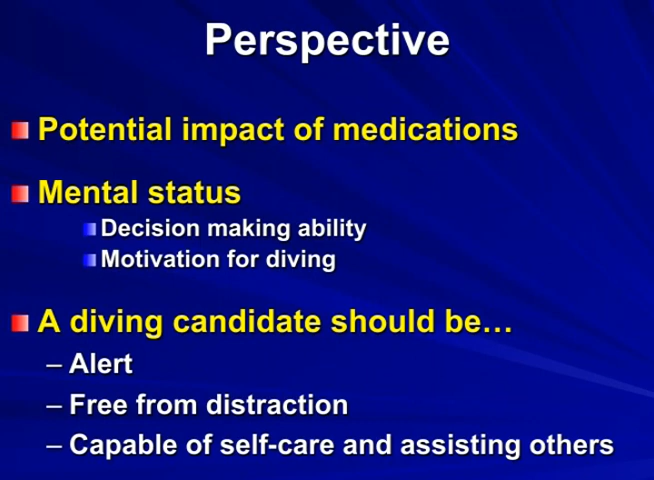 Perspective
Potential impact of medications
Mental status
Decision making ability
Motivation for diving
A diving candidate should be…
– Alert
– Free from distraction
– Capable of self-care and assisting others